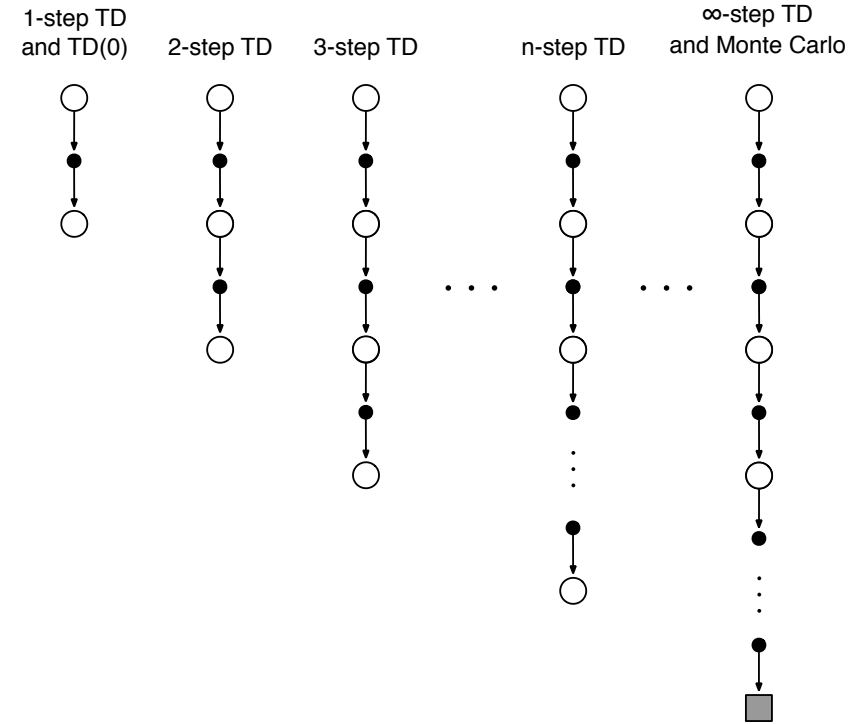 1-step TD
and TD(0)
2-step TD
3-step TD
n-step TD
∞-step TD
and Monte Carlo